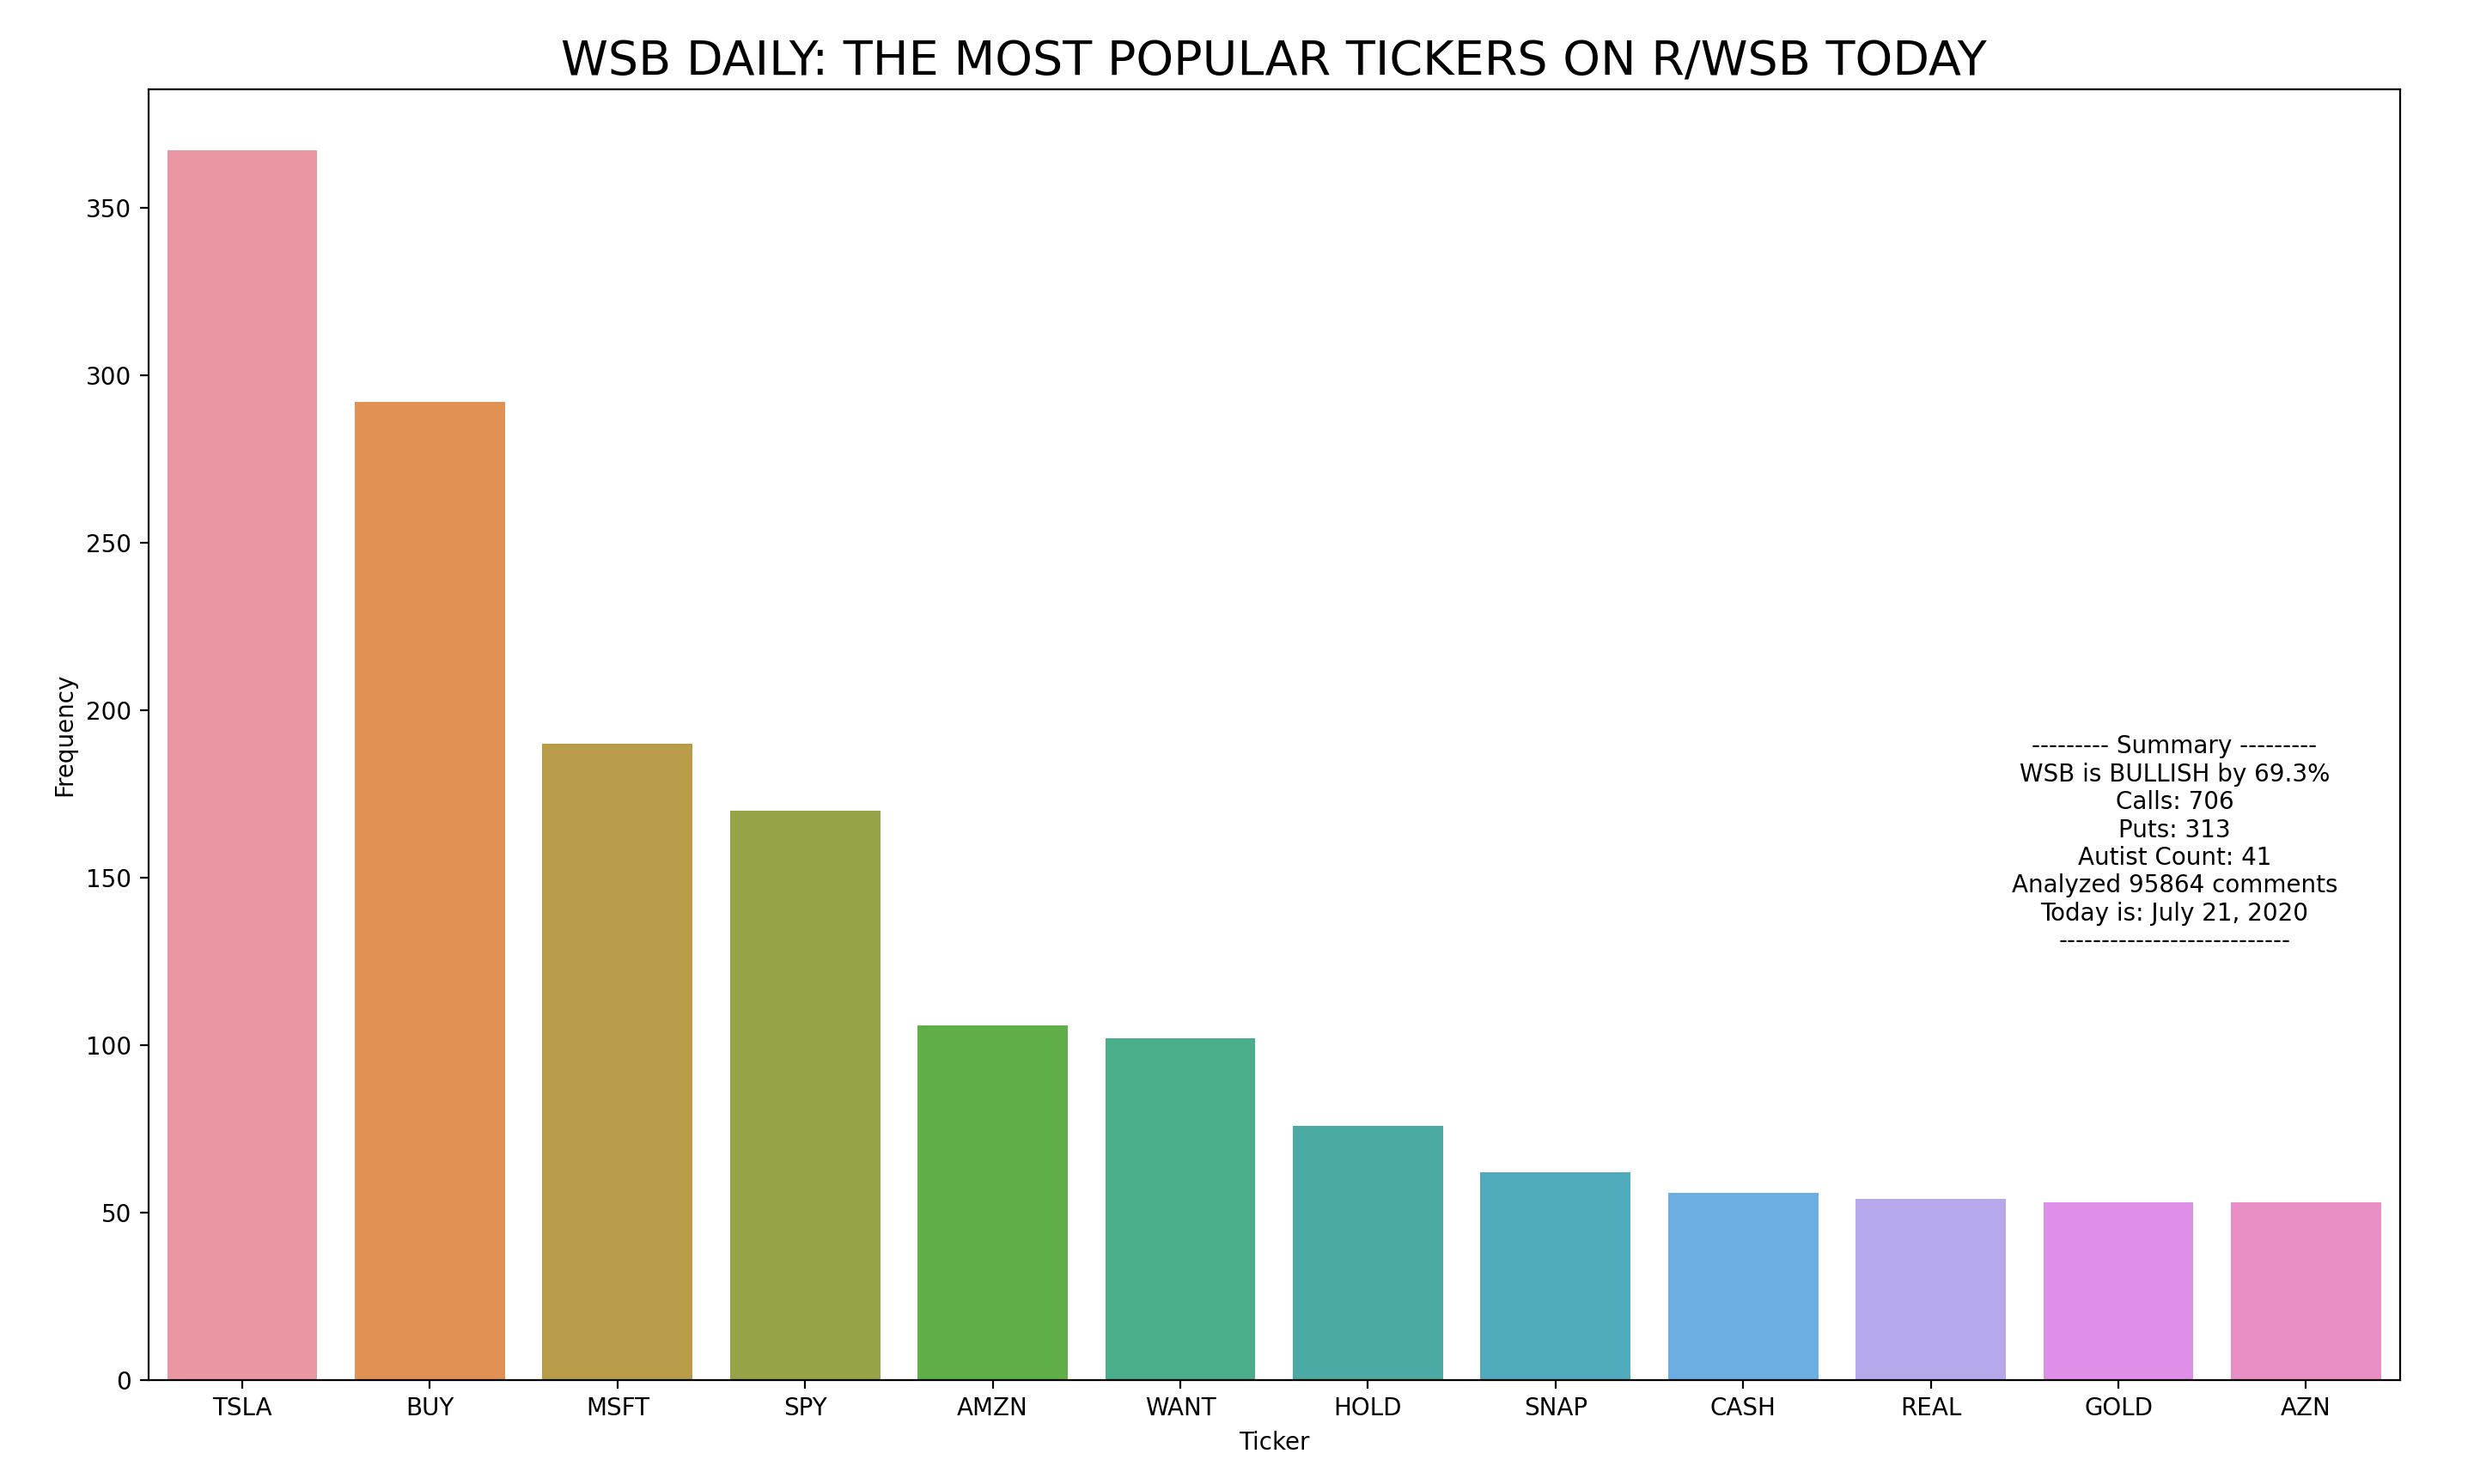 WSB DAILY: THE MOST POPULAR TICKERS ON R/WSB TODAY
350
300
250
200
150
100
50
0
Frequency
--------- Summary ---------
WSB is BULLISH by 69.3%
Calls: 706
Puts: 313
Autist Count: 41
Analyzed 95864 comments
Today is: July 21, 2020
---------------------------
TSLA BUY MSFT SPY AMZN WANT HOLD SNAP CASH REAL GOLD AZN
Ticker